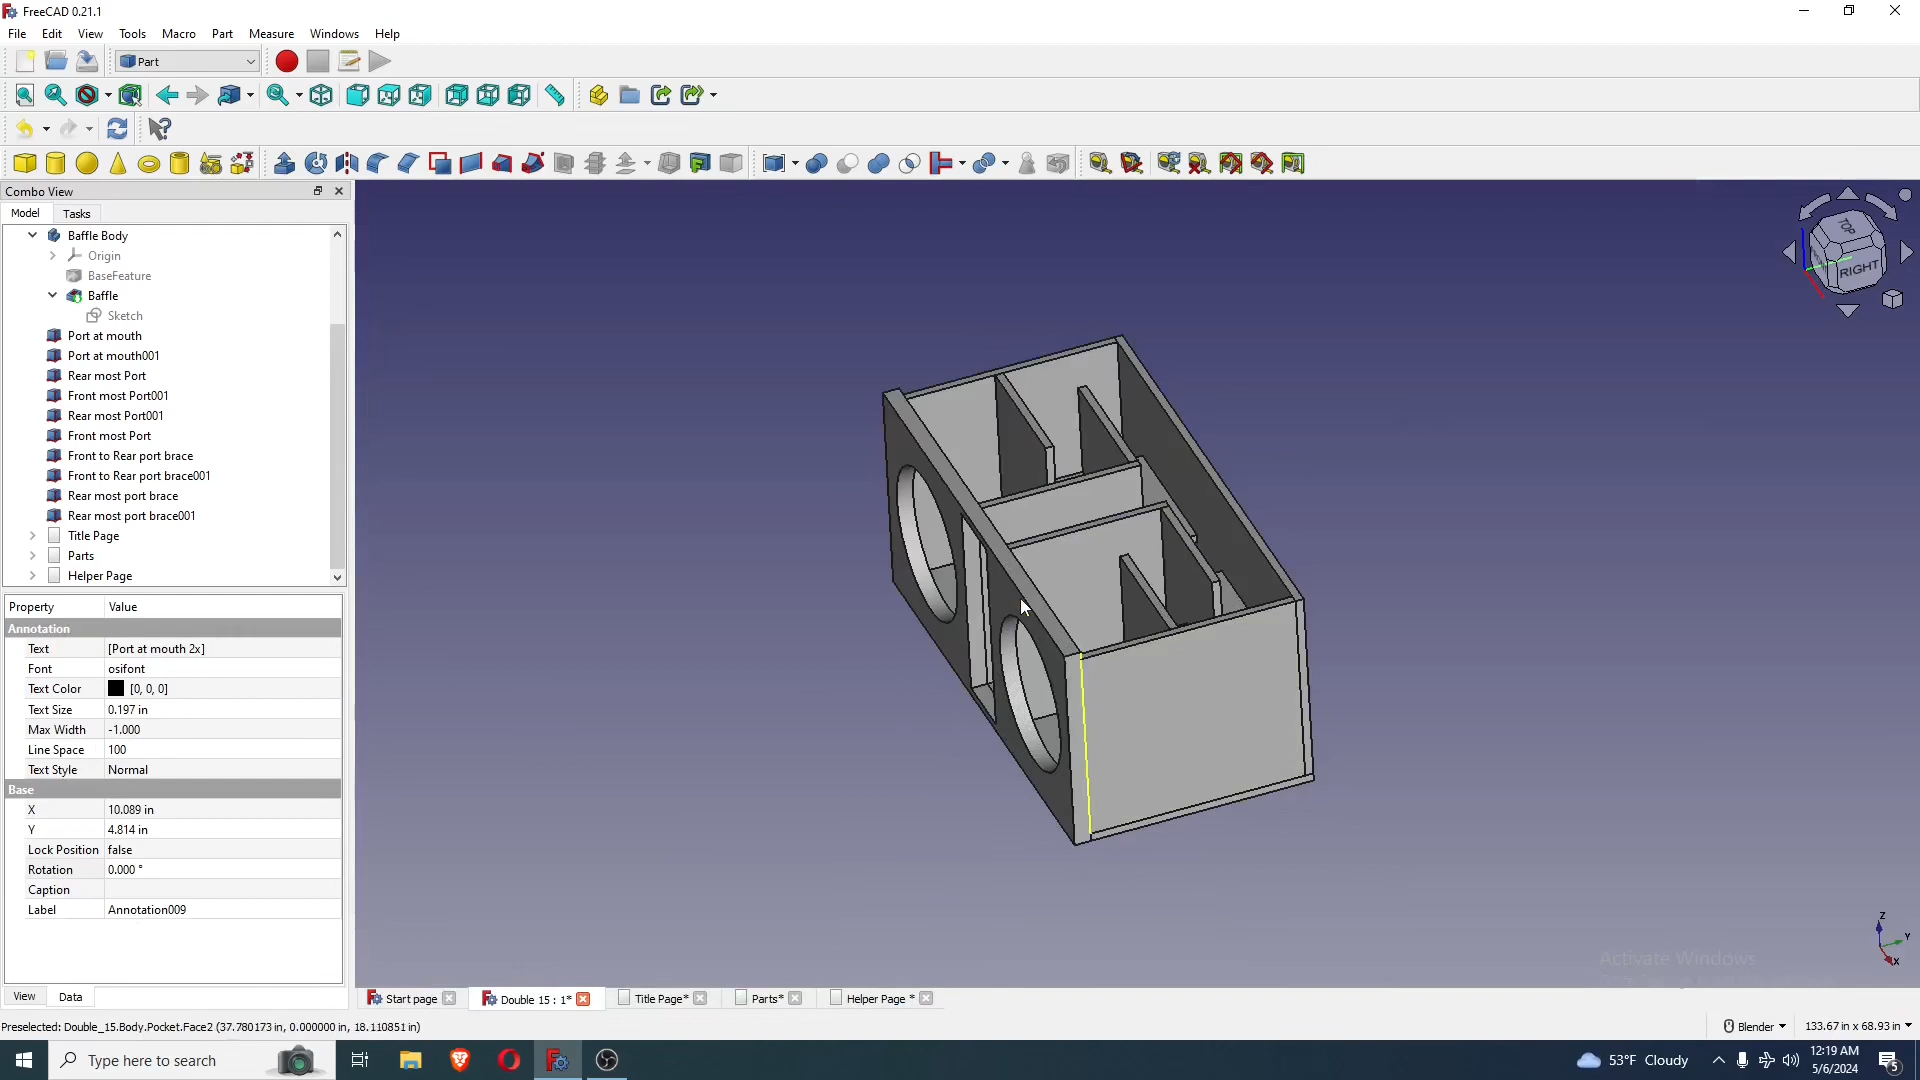 FreeCAD 0.21.1
File Edit View Tools Macro Part Measure Windows Help
Part
Combo View
Model Tasks
Baffle Body
Origin
BaseFeature
Baffle
Sketch
Port at mouth
Port at mouth001
Rear most Port
Front most Port001
Rear most Port001
Front most Port
Front to Rear port brace
Front to Rear port brace001
Rear most port brace
Rear most port brace001
Title Page
Parts
Helper Page
Property Value
Annotation
Text [Port at mouth 2x]
Font osifont
Text Color [0, 0, 0]
Text Size 0.197 in
Max Width -1.000
Line Space 100
Text Style Normal
Base
X 10.089 in
Y 4.814 in
Lock Position false
Rotation 0.000 °
Caption
Label Annotation009
View Data
TOP
RIGHT
Z
Y
X
Activate Windows
Start page Double 15 : 1* Title Page* Parts* Helper Page *
Preselected: Double_15.Body.Pocket.Face2 (37.780173 in, 0.000000 in, 18.110851 in)
Blender 133.67 in x 68.93 in
Type here to search
53°F Cloudy
12:19 AM
5/6/2024
5